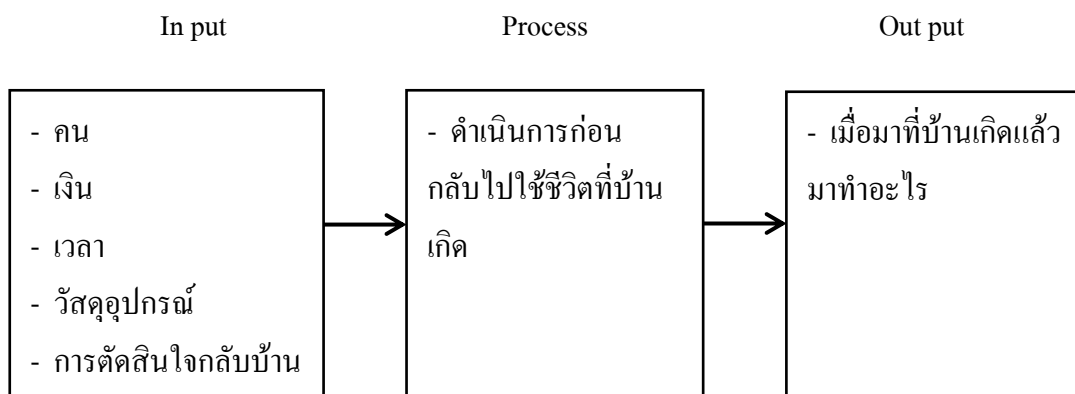 In put
Process
Out put
- คน
- เงิน
- เวลา
- วัสดุอุปกรณ์
- การตัดสินใจกลับบ้าน
- ดำเนินการก่อน
กลับไปใช้ชีวิตที่บ้าน
เกิด
- เมื่อมาที่บ้านเกิดแล้ว
มาทำอะไร